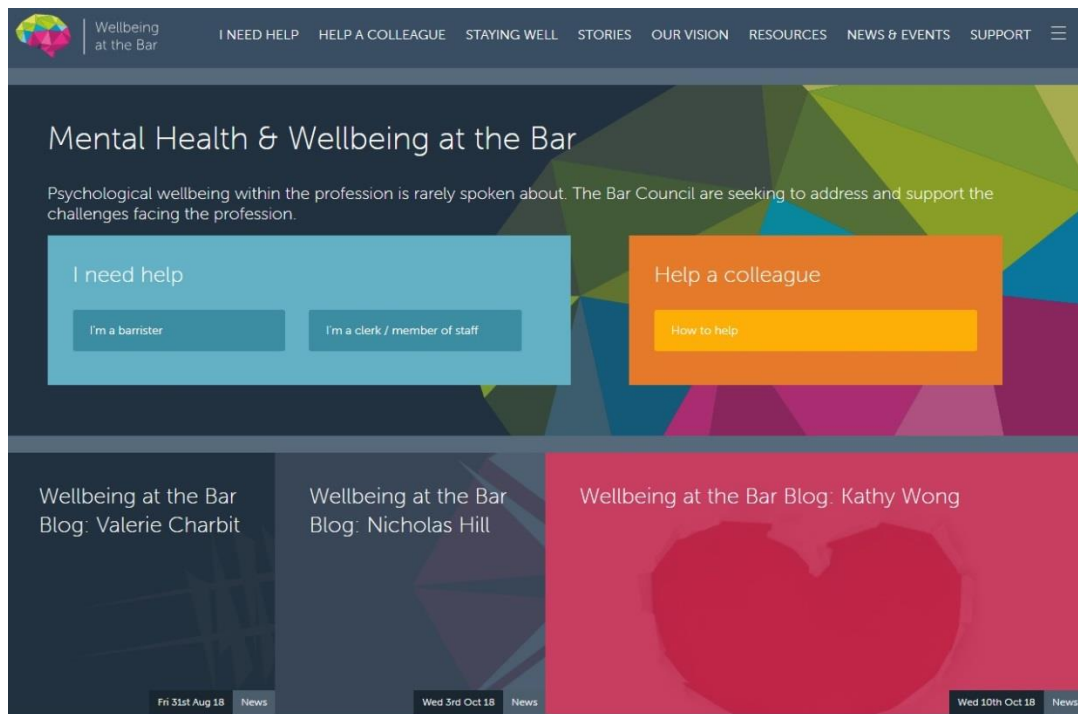 Wellbeing
at the Bar
I NEED HELP HELP A COLLEAGUE STAYING WELL STORIES OUR VISION RESOURCES NEWS & EVENTS SUPPORT
Mental Health & Wellbeing at the Bar
Psychological wellbeing within the profession is rarely spoken about. The Bar Council are seeking to address and support the
challenges facing the profession.
I need help
I'm a barrister
I'm a clerk / member of staff
Help a colleague
How to help
Wellbeing at the Bar
Blog: Valerie Charbit
Fri 31st Aug 18 News
Wellbeing at the Bar
Blog: Nicholas Hill
Wed 3rd Oct 18 News
Wellbeing at the Bar Blog: Kathy Wong
Wed 10th Oct 18 News